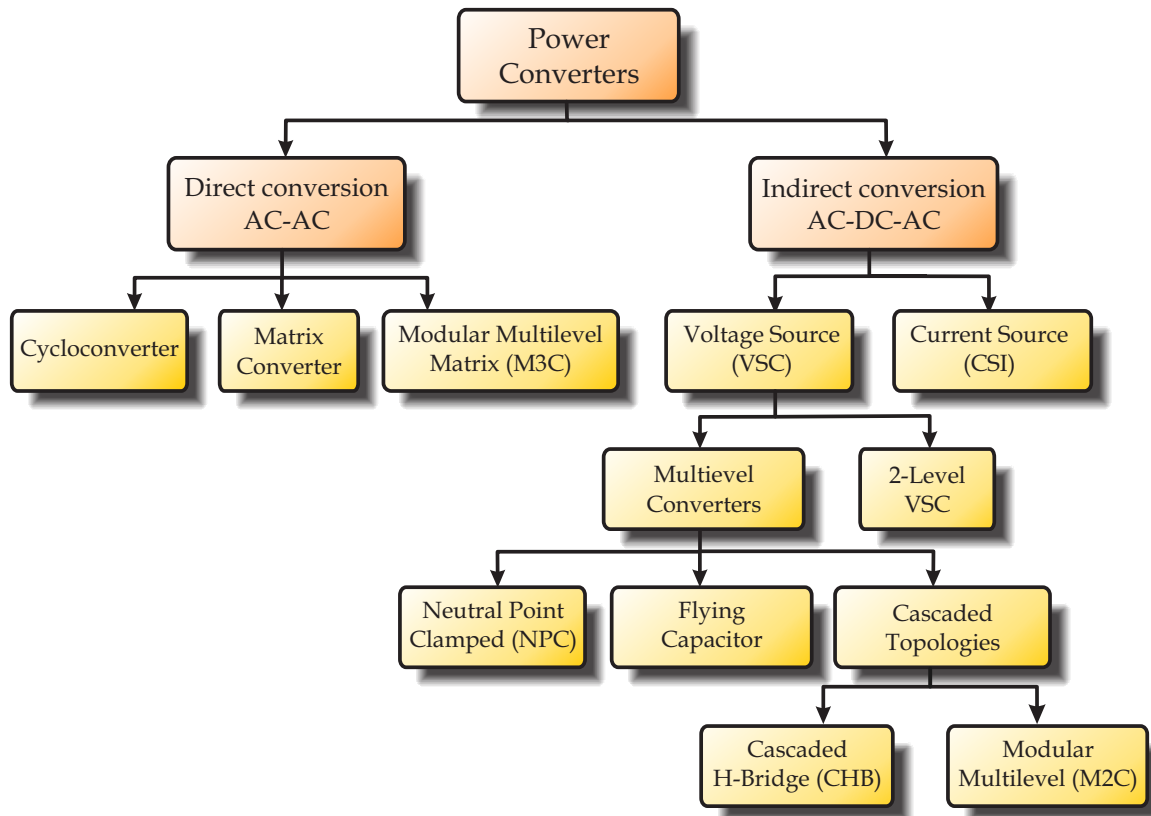 Power
Converters
Direct conversion
AC-AC
Indirect conversion
AC-DC-AC
Cycloconverter
Matrix
Converter
Modular Multilevel
Matrix (M3C)
Voltage Source
(VSC)
Current Source
(CSI)
Multievel
Converters
2-Level
VSC
Neutral Point
Clamped (NPC)
Flying
Capacitor
Cascaded
Topologies
Cascaded
H-Bridge (CHB)
Modular
Multilevel (M2C)